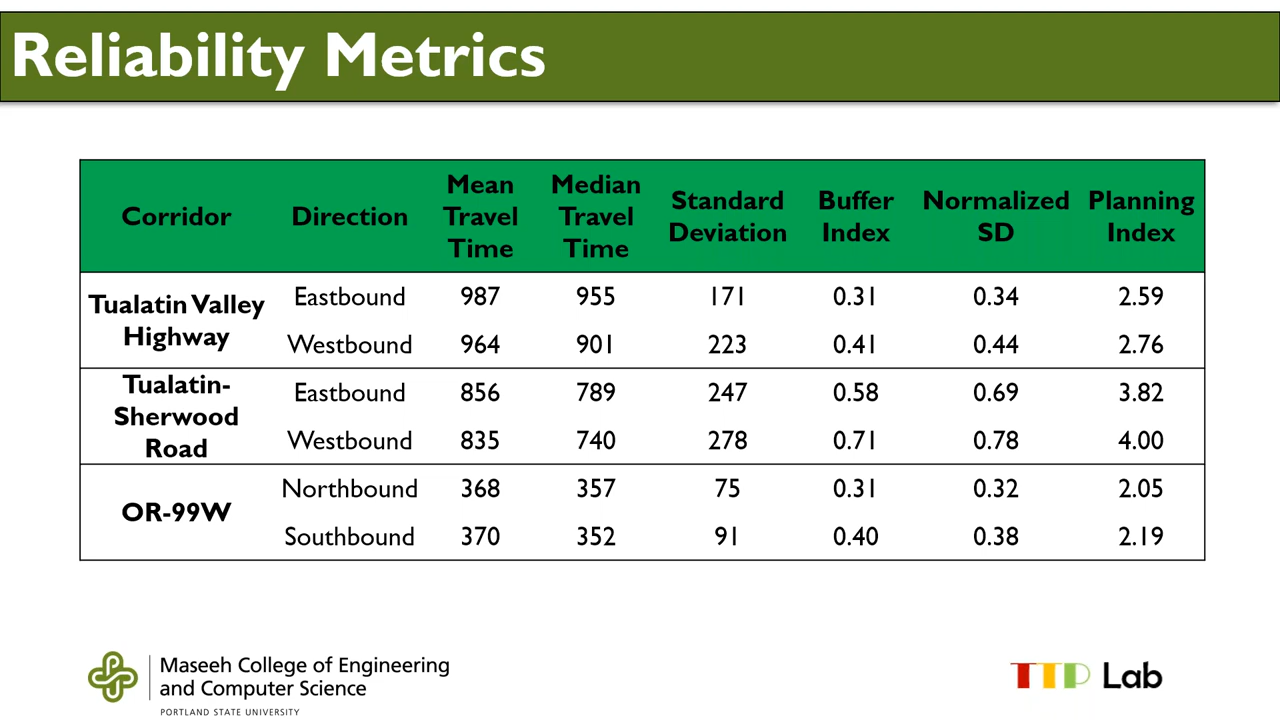 Reliability Metrics
Corridor Direction Mean Travel Time Median Travel Time Standard Deviation Buffer Index Normalized SD Planning Index
Tualatin Valley Highway Eastbound 987 955 171 0.31 0.34 2.59
Westbound 964 901 223 0.41 0.44 2.76
Tualatin-Sherwood Road Eastbound 856 789 247 0.58 0.69 3.82
Westbound 835 740 278 0.71 0.78 4.00
OR-99W Northbound 368 357 75 0.31 0.32 2.05
Southbound 370 352 91 0.40 0.38 2.19
Maseeh College of Engineering
and Computer Science
PORTLAND STATE UNIVERSITY
TTP Lab